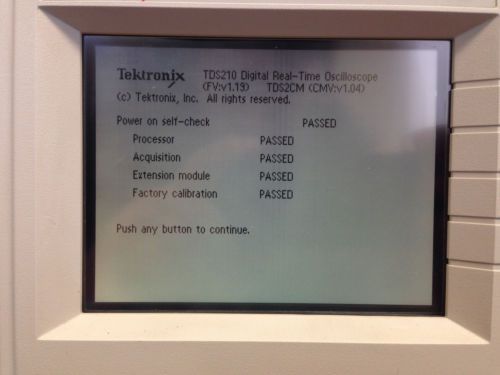 Tektronix TDS210 Digital Real-Time Oscilloscope
(FV:v1.19) TDS2CM (CMV:v1.04)
(c) Tektronix, Inc. All rights reserved.
Power on self-check PASSED
Processor PASSED
Acquisition PASSED
Extension module PASSED
Factory calibration PASSED
Push any button to continue.